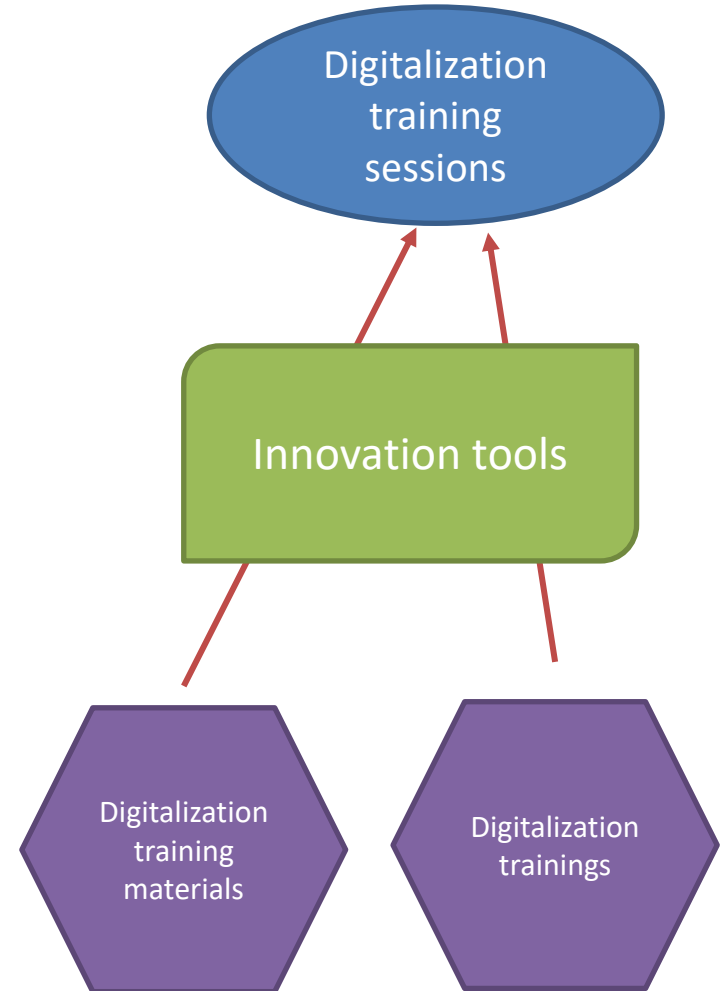 Digitalization
training
sessions
Innovation tools
Digitalization
training
materials
Digitalization
trainings